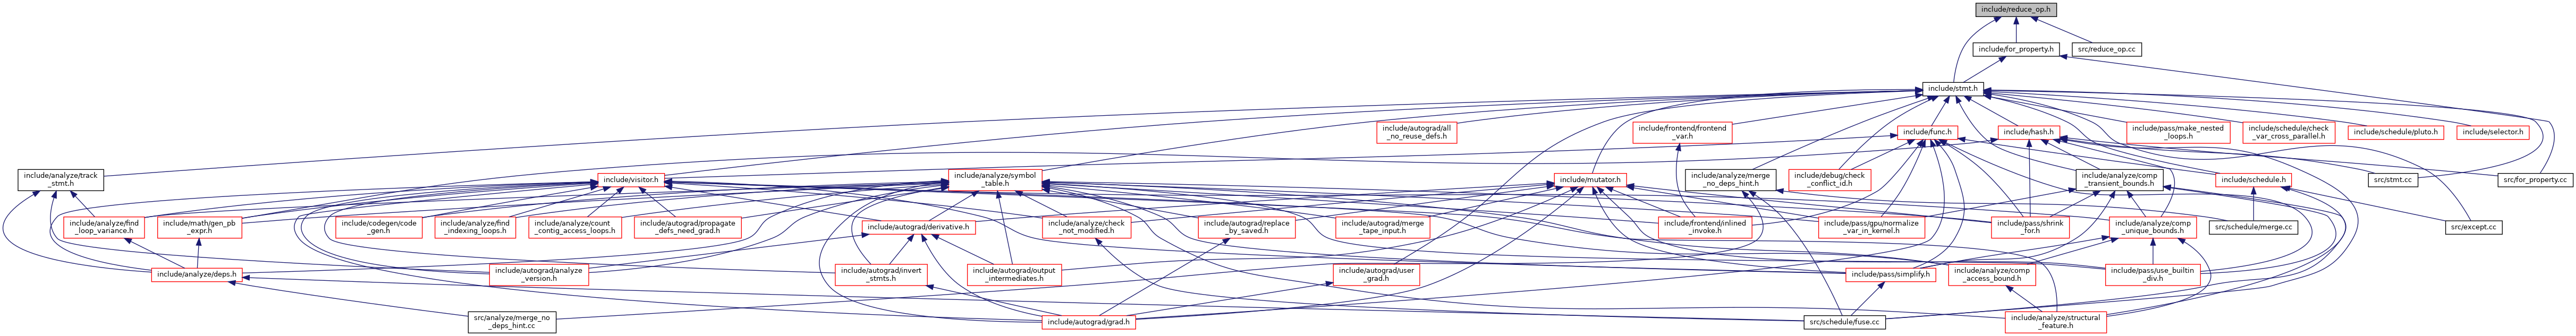 include/reduce_op.h
include/for_property.h
src/reduce_op.cc
include/stmt.h
include/autograd/all
_no_reuse_defs.h
include/frontend/frontend
_var.h
include/func.h
include/hash.h
include/pass/make_nested
_loops.h
include/schedule/check
_var_cross_parallel.h
include/schedule/pluto.h
include/selector.h
include/analyze/track
_stmt.h
include/visitor.h
include/analyze/symbol
_table.h
include/mutator.h
include/analyze/merge
_no_deps_hint.h
include/debug/check
_conflict_id.h
include/analyze/comp
_transient_bounds.h
include/schedule.h
src/stmt.cc
src/for_property.cc
include/analyze/find
_loop_variance.h
include/math/gen_pb
_expr.h
include/codegen/code
_gen.h
include/analyze/find
_indexing_loops.h
include/analyze/count
_contig_access_loops.h
include/autograd/propagate
_defs_need_grad.h
include/autograd/derivative.h
include/analyze/check
_not_modified.h
include/autograd/replace
_by_saved.h
include/autograd/merge
_tape_input.h
include/frontend/inlined
_invoke.h
include/pass/gpu/normalize
_var_in_kernel.h
include/pass/shrink
_for.h
include/analyze/comp
_unique_bounds.h
src/schedule/merge.cc
src/except.cc
include/analyze/deps.h
include/autograd/analyze
_version.h
include/autograd/invert
_stmts.h
include/autograd/output
_intermediates.h
include/autograd/user
_grad.h
include/pass/simplify.h
include/analyze/comp
_access_bound.h
include/pass/use_builtin
_div.h
src/analyze/merge_no
_deps_hint.cc
include/autograd/grad.h
src/schedule/fuse.cc
include/analyze/structural
_feature.h